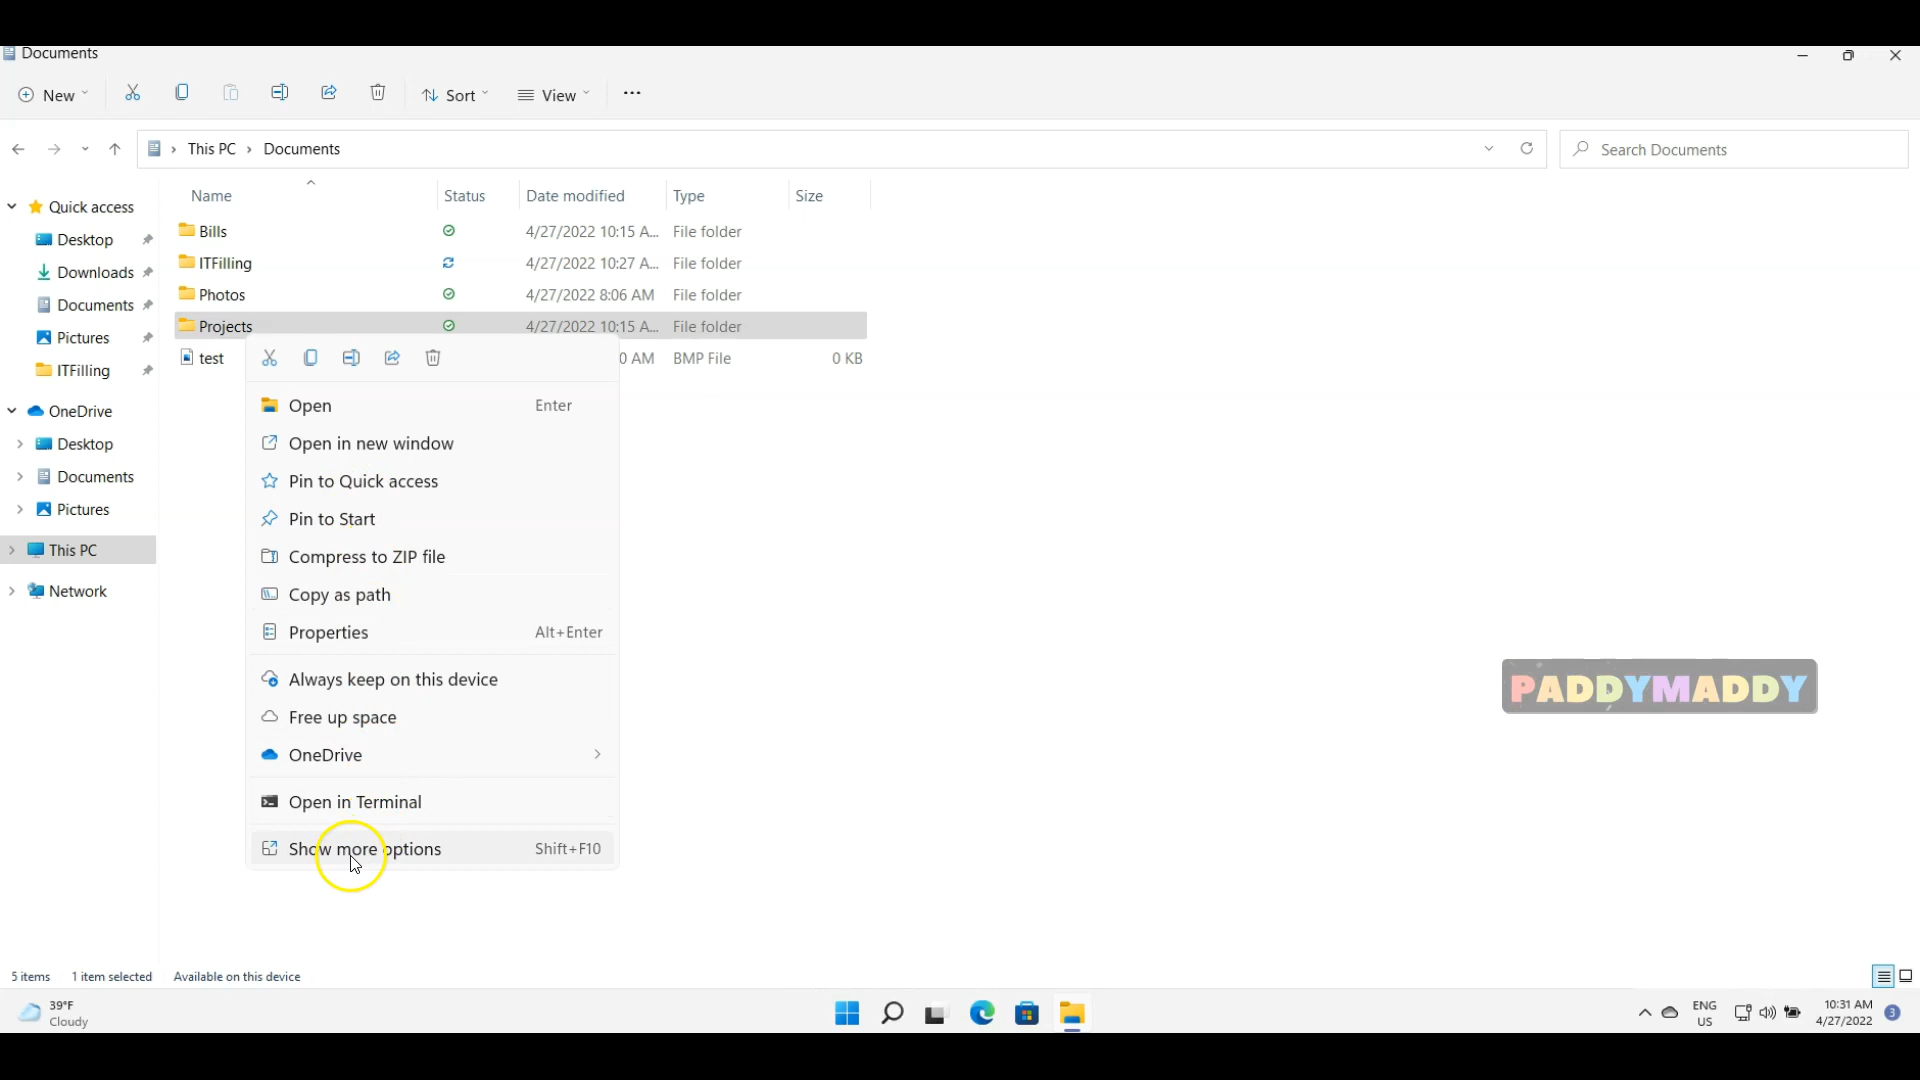 Documents
New
Sort
View
This PC
Documents
Search Documents
Name
Status
Date modified
Type
Size
Quick access
Desktop
Downloads
Documents
Pictures
ITFilling
OneDrive
Desktop
Documents
Pictures
This PC
Network
Bills 4/27/2022 10:15 A... File folder
ITFilling 4/27/2022 10:27 A... File folder
Photos 4/27/2022 8:06 AM File folder
Projects 4/27/2022 10:15 A... File folder
test 0 AM BMP File 0 KB
Open Enter
Open in new window
Pin to Quick access
Pin to Start
Compress to ZIP file
Copy as path
Properties Alt+Enter
Always keep on this device
Free up space
OneDrive
Open in Terminal
Show more options Shift+F10
PADDYMADDY
5 items 1 item selected Available on this device
39°F
Cloudy
ENG
US
10:31 AM
4/27/2022
3